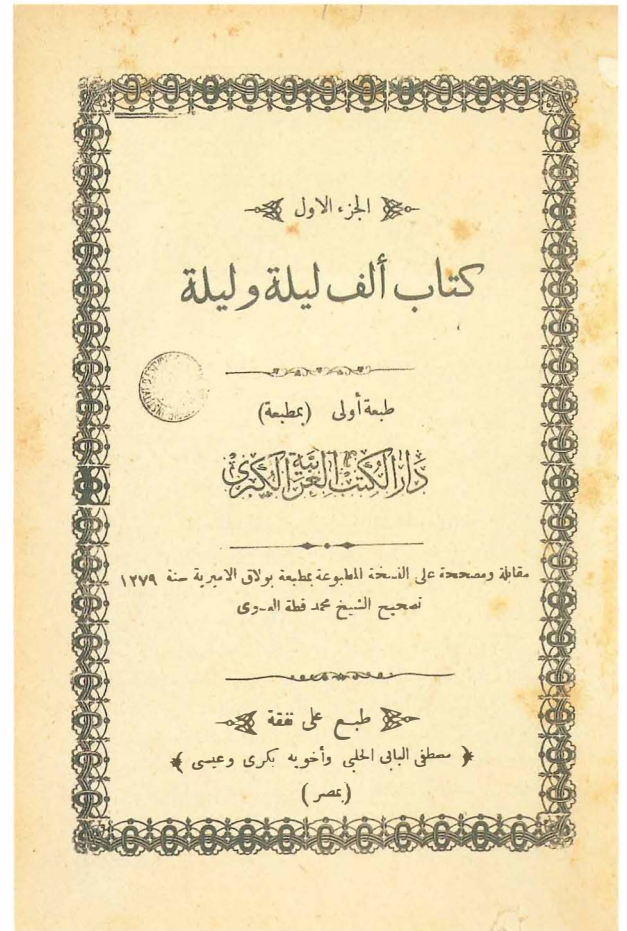 الجزء الاول
كتاب ألف ليلة وليلة
طبعة أولى (بمطبعة)
دار الكتب العربية الكبرى
مقابلة ومصححة على النسخة المطبوعة بمطبعة بولاق الاميرية سنة ١٢٧٩
تصحيح الشيخ محمد قطة العدوى
طبع على نفقة
مصطفى البابى الحلبي وأخويه بكرى وعيسى
(بمصر)